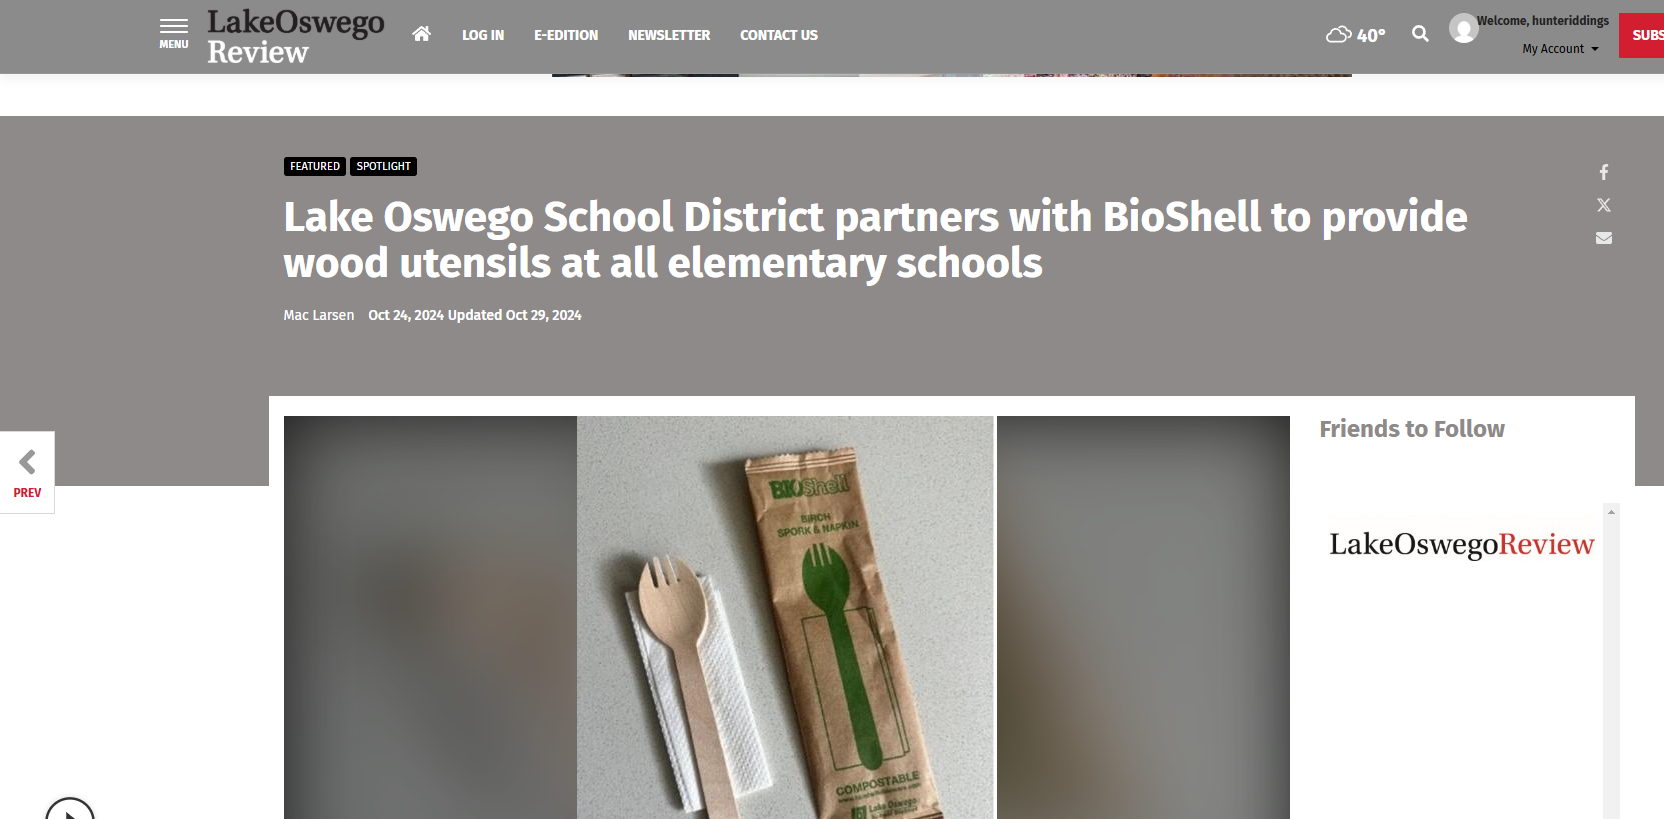 MENU
LakeOswego
Review
LOG IN
E-EDITION
NEWSLETTER
CONTACT US
40°
Welcome, hunteriddings
My Account
SUBS
FEATURED
SPOTLIGHT
Lake Oswego School District partners with BioShell to provide
wood utensils at all elementary schools
Mac Larsen
Oct 24, 2024 Updated Oct 29, 2024
PREV
BIOShell
BIRCH
SPORK & NAPKIN
COMPOSTABLE
Lake Oswego
Friends to Follow
LakeOswegoReview